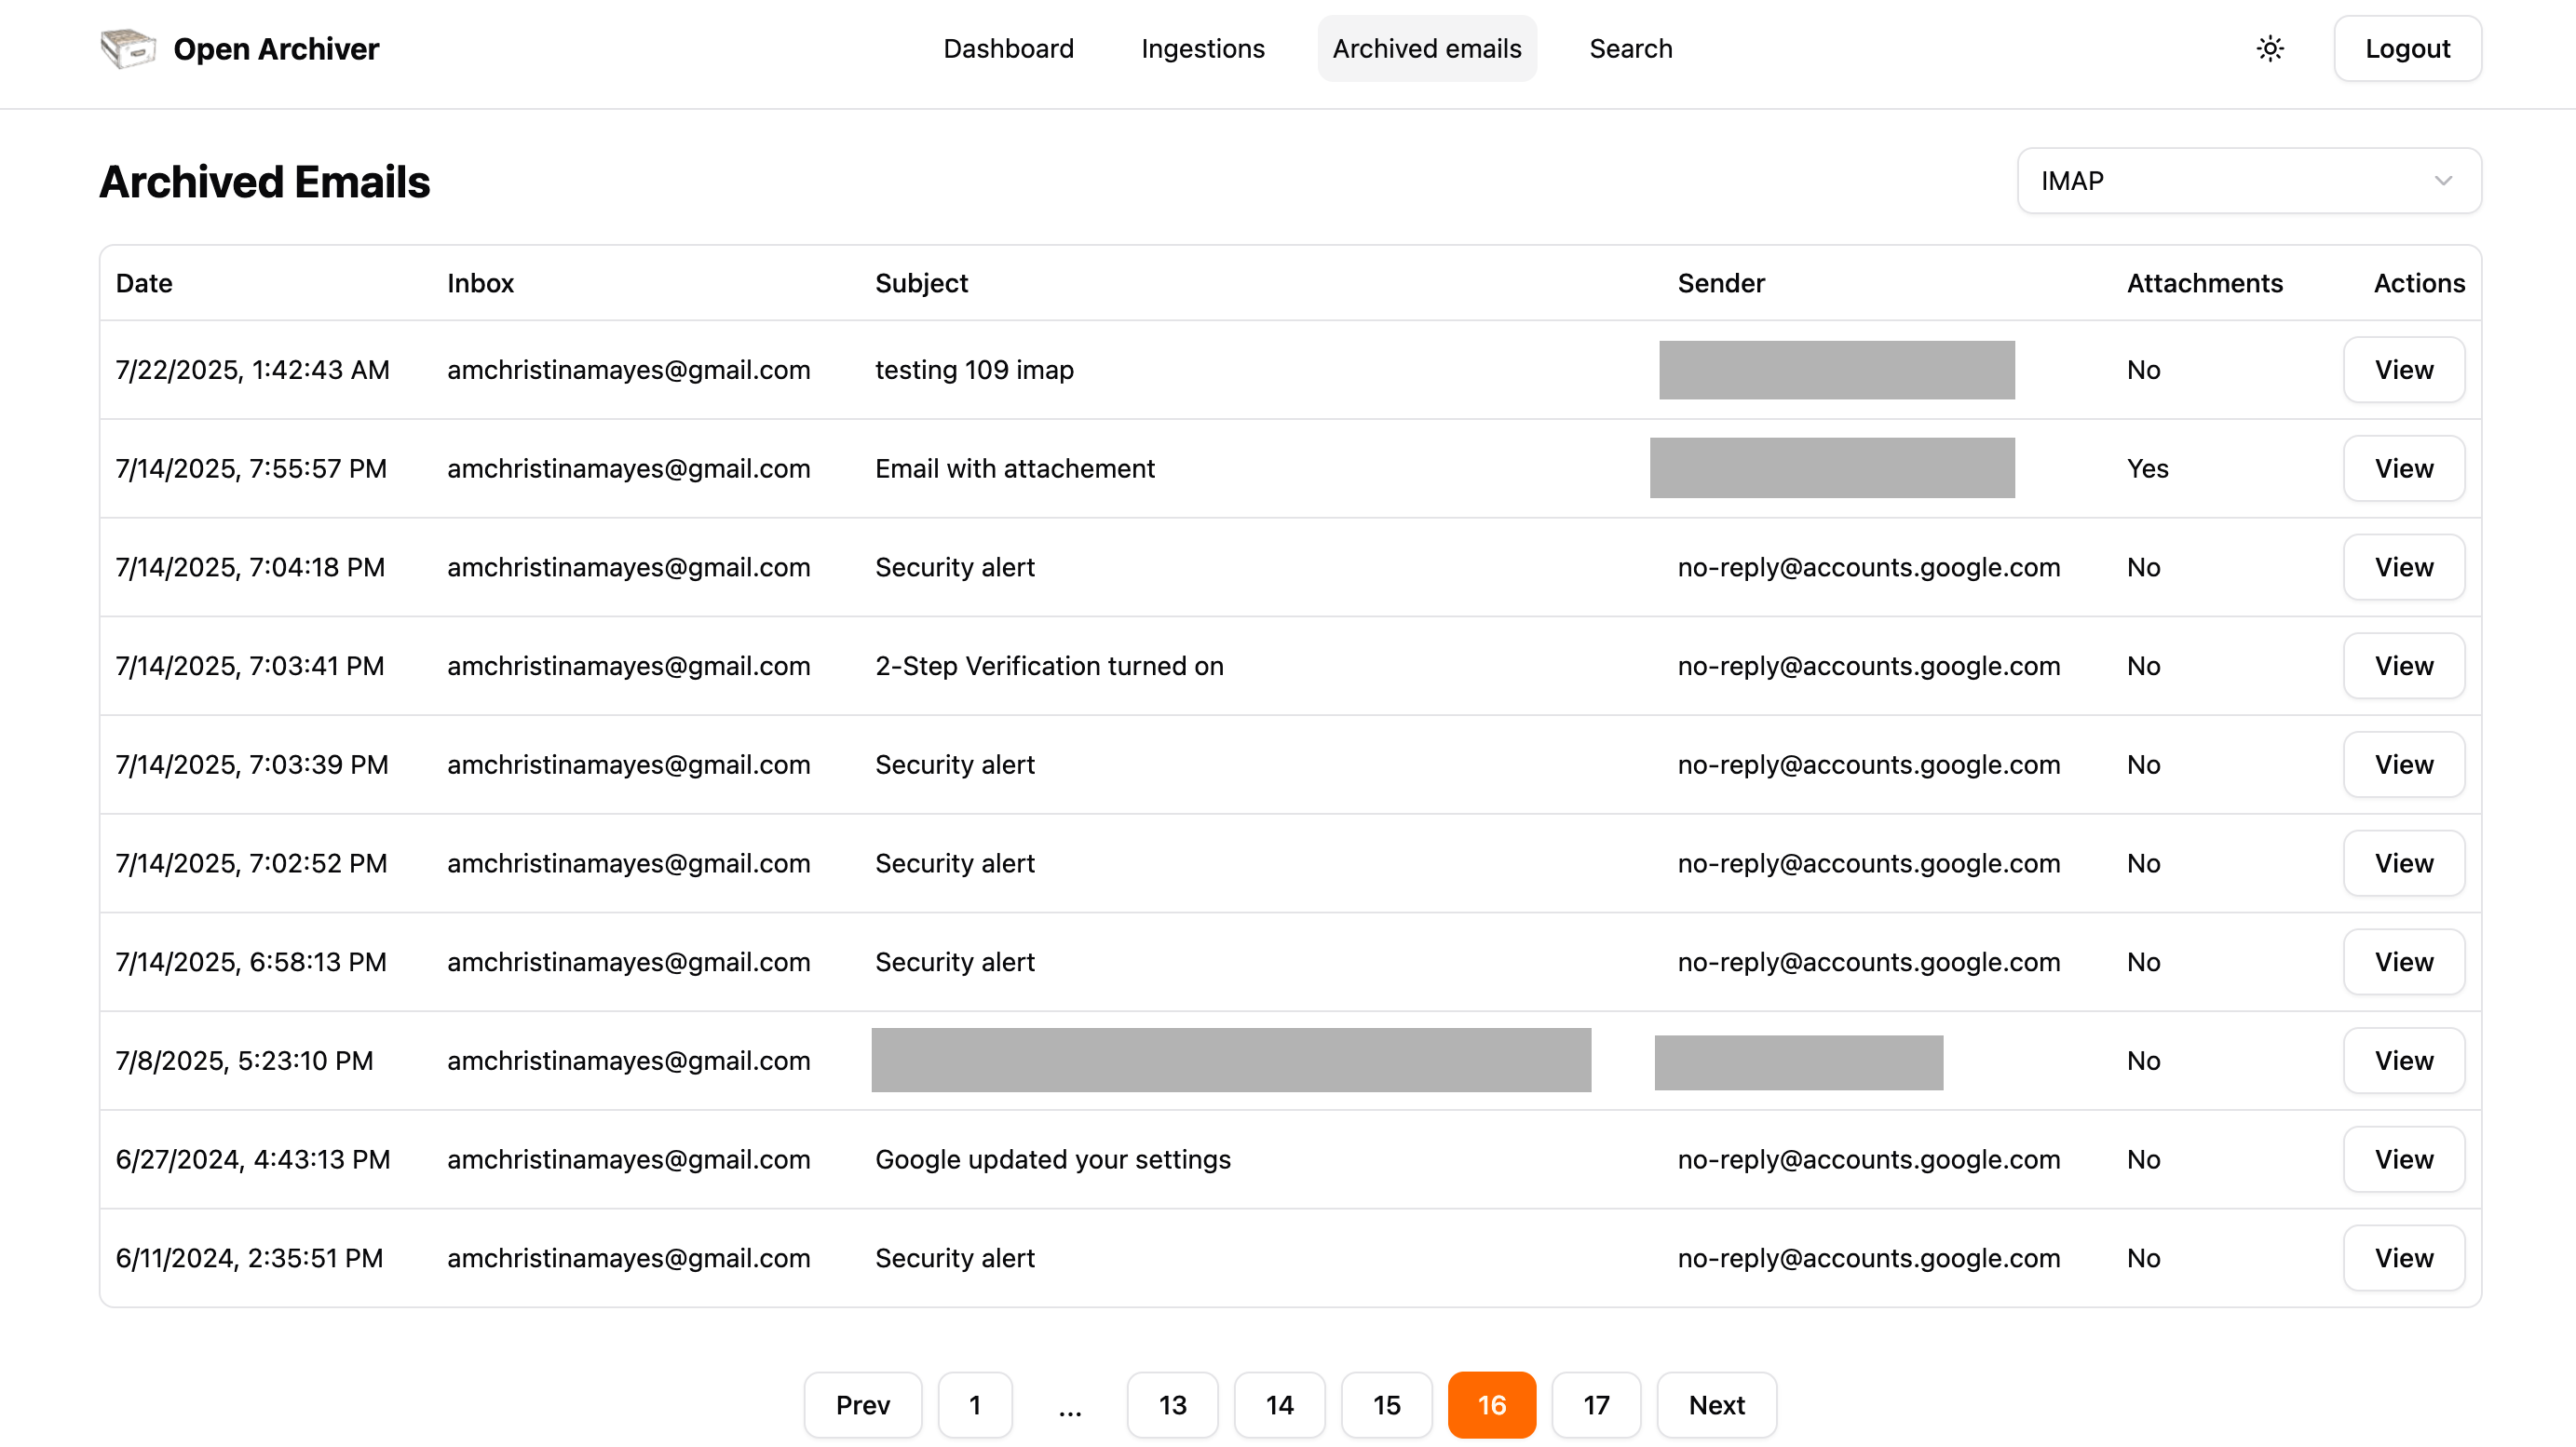 Open Archiver Dashboard Ingestions Archived emails Search Logout
Archived Emails IMAP
Date Inbox Subject Sender Attachments Actions
7/22/2025, 1:42:43 AM amchristinamayes@gmail.com testing 109 imap No View
7/14/2025, 7:55:57 PM amchristinamayes@gmail.com Email with attachement Yes View
7/14/2025, 7:04:18 PM amchristinamayes@gmail.com Security alert no-reply@accounts.google.com No View
7/14/2025, 7:03:41 PM amchristinamayes@gmail.com 2-Step Verification turned on no-reply@accounts.google.com No View
7/14/2025, 7:03:39 PM amchristinamayes@gmail.com Security alert no-reply@accounts.google.com No View
7/14/2025, 7:02:52 PM amchristinamayes@gmail.com Security alert no-reply@accounts.google.com No View
7/14/2025, 6:58:13 PM amchristinamayes@gmail.com Security alert no-reply@accounts.google.com No View
7/8/2025, 5:23:10 PM amchristinamayes@gmail.com No View
6/27/2024, 4:43:13 PM amchristinamayes@gmail.com Google updated your settings no-reply@accounts.google.com No View
6/11/2024, 2:35:51 PM amchristinamayes@gmail.com Security alert no-reply@accounts.google.com No View
Prev 1 ... 13 14 15 16 17 Next